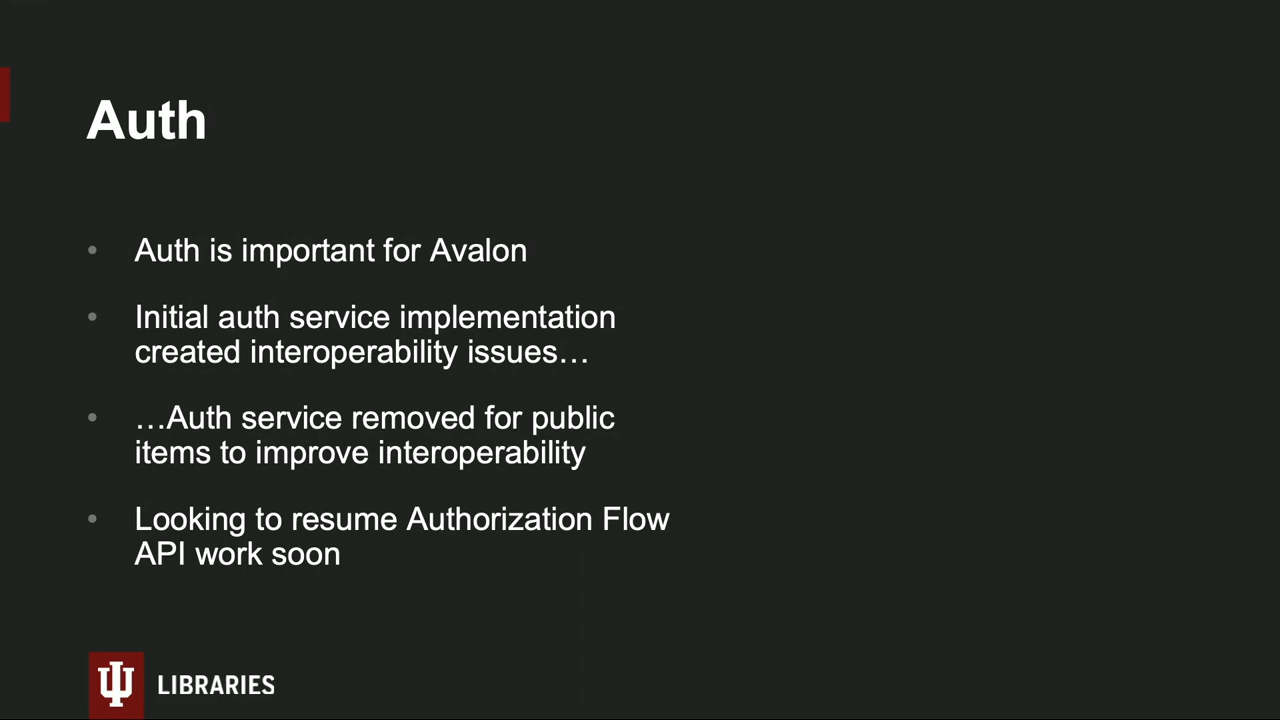 Auth
• Auth is important for Avalon
• Initial auth service implementation
created interoperability issues…
• …Auth service removed for public
items to improve interoperability
• Looking to resume Authorization Flow
API work soon
LIBRARIES